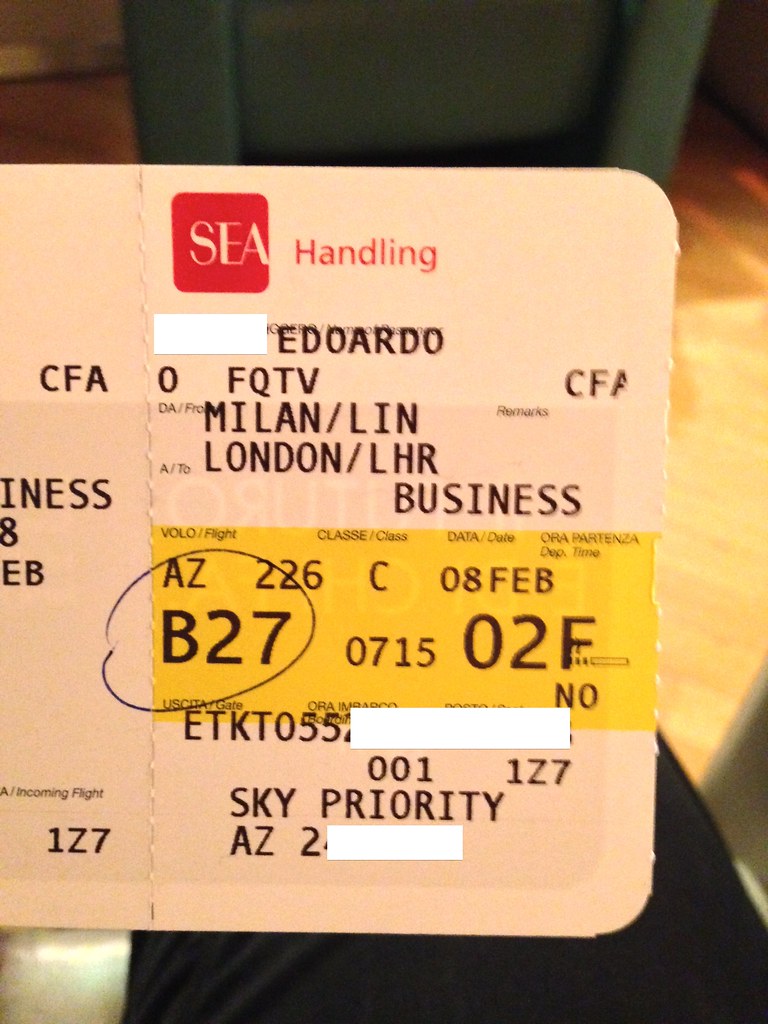 SEA Handling
EDOARDO
CFA O FQTV CFA
DA/From MILAN/LIN Remarks
A/To LONDON/LHR
INESS BUSINESS
VOLO/Flight CLASSE/Class DATA/Date ORA PARTENZA
Dep. Time
8
EB AZ 226 C 08FEB
B27 0715 02F
NO
USCITA/Gate ORA IMBARCO
ETKT0552
001 1Z7
A/Incoming Flight
SKY PRIORITY
1Z7 AZ 2